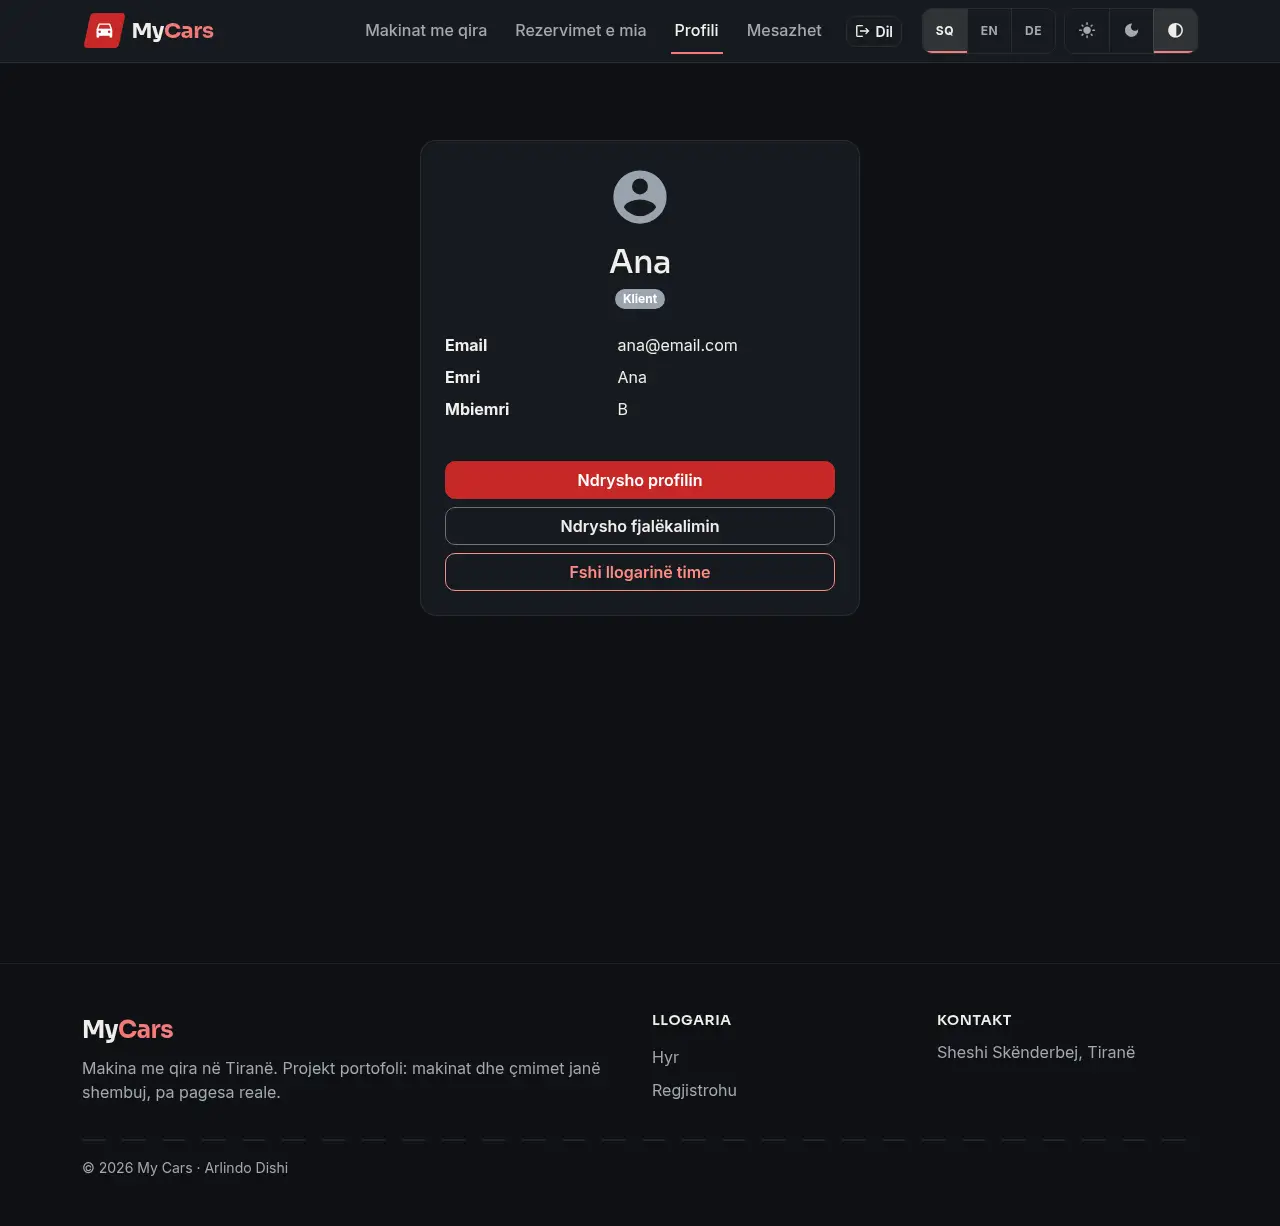 MyCars
Makinat me qira
Rezervimet e mia
Profili
Mesazhet
Dil
SQ
EN
DE
Ana
Klient
Email ana@email.com
Emri Ana
Mbiemri B
Ndrysho profilin
Ndrysho fjalëkalimin
Fshi llogarinë time
MyCars
Makina me qira në Tiranë. Projekt portofoli: makinat dhe çmimet janë
shembuj, pa pagesa reale.
LLOGARIA
Hyr
Regjistrohu
KONTAKT
Sheshi Skënderbej, Tiranë
© 2026 My Cars · Arlindo Dishi